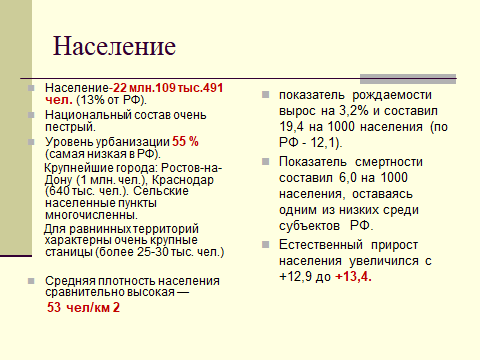 Население
Население-22 млн.109 тыс.491
чел. (13% от РФ).
Национальный состав очень
пестрый.
Уровень урбанизации 55 %
(самая низкая в РФ).
Крупнейшие города: Ростов-на-
Дону (1 млн. чел.), Краснодар
(640 тыс. чел.). Сельские
населенные пункты
многочисленны.
Для равнинных территорий
характерны очень крупные
станицы (более 25-30 тыс. чел.)
Средняя плотность населения
сравнительно высокая —
53 чел/км 2
показатель рождаемости
вырос на 3,2% и составил
19,4 на 1000 населения (по
РФ - 12,1).
Показатель смертности
составил 6,0 на 1000
населения, оставаясь
одним из низких среди
субъектов РФ.
Естественный прирост
населения увеличился с
+12,9 до +13,4.